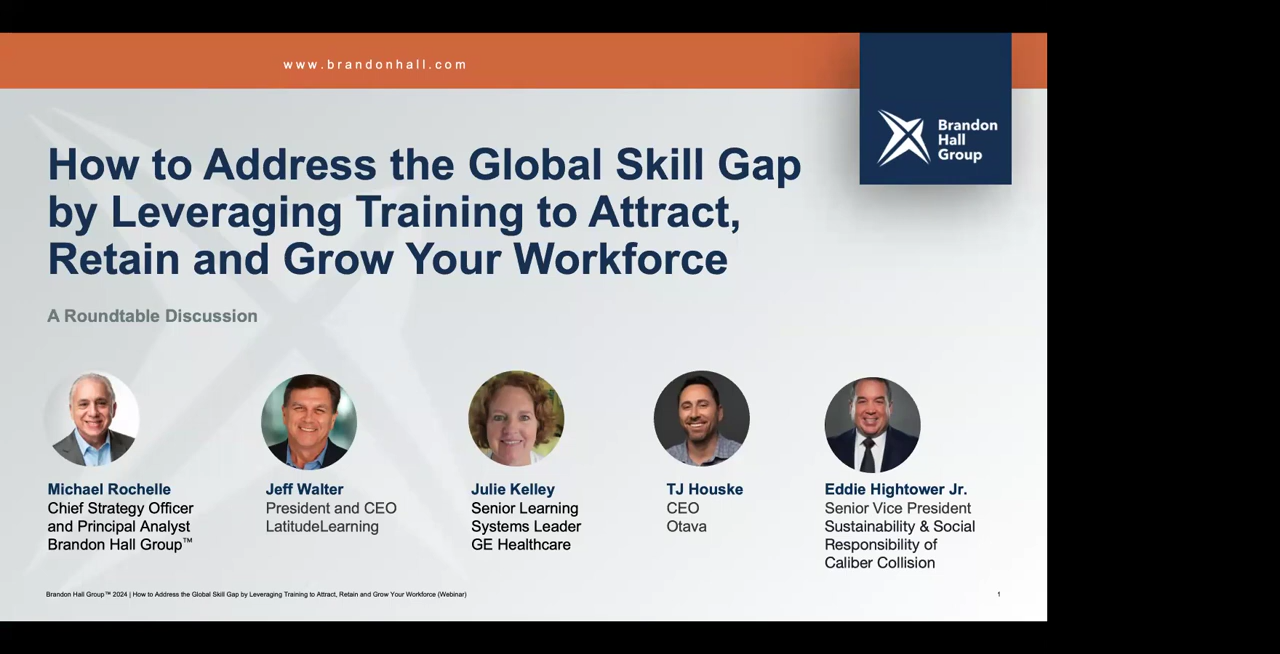 www.brandonhall.com
Brandon
Hall
Group
How to Address the Global Skill Gap
by Leveraging Training to Attract,
Retain and Grow Your Workforce
A Roundtable Discussion
Michael Rochelle
Chief Strategy Officer
and Principal Analyst
Brandon Hall Group™
Jeff Walter
President and CEO
LatitudeLearning
Julie Kelley
Senior Learning
Systems Leader
GE Healthcare
TJ Houske
CEO
Otava
Eddie Hightower Jr.
Senior Vice President
Sustainability & Social
Responsibility of
Caliber Collision
Brandon Hall Group™ 2024 | How to Address the Global Skill Gap by Leveraging Training to Attract, Retain and Grow Your Workforce (Webinar)
1